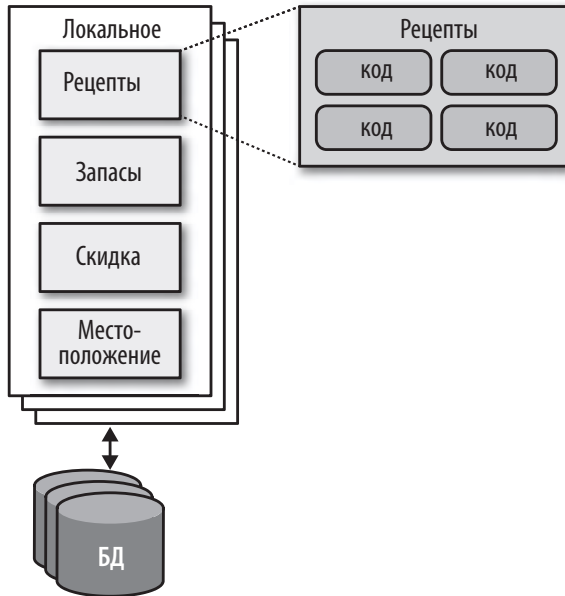 Локальное
Рецепты
Запасы
Скидка
Место-
положение
БД
Рецепты
код
код
код
код